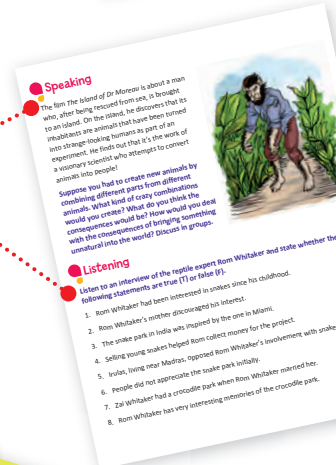 Speaking
The film The Island of Dr Moreau is about a man
who, after being rescued from sea, is brought
to an island. On the island, he discovers that its
inhabitants are animals that have been turned
into strange-looking humans as part of an
experiment. He finds out that it's the work of
a visionary scientist who attempts to convert
animals into people!
Suppose you had to create new animals by
combining different parts from different
animals. What kind of crazy combinations
would you create? What do you think the
consequences would be? How would you deal
with the consequences of bringing something
unnatural into the world? Discuss in groups.
Listening
Listen to an interview of the reptile expert Rom Whitaker and state whether the
following statements are true (T) or false (F).
1. Rom Whitaker had been interested in snakes since his childhood.
2. Rom Whitaker's mother discouraged his interest.
3. The snake park in India was inspired by the one in Miami.
4. Selling young snakes helped Rom collect money for the project.
5. Irulas, living near Madras, opposed Rom Whitaker's involvement with snake
6. People did not appreciate the snake park initially.
7. Zai Whitaker had a crocodile park when Rom Whitaker married her.
8. Rom Whitaker has very interesting memories of the crocodile park.